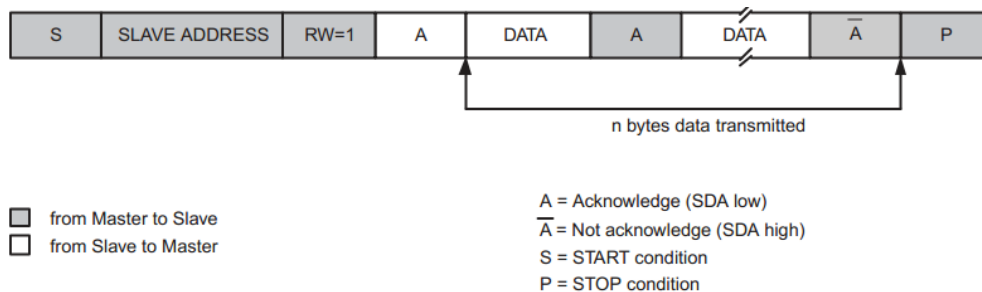 S SLAVE ADDRESS RW=1 A DATA A DATA A̅ P
n bytes data transmitted
from Master to Slave
from Slave to Master
A = Acknowledge (SDA low)
A̅ = Not acknowledge (SDA high)
S = START condition
P = STOP condition